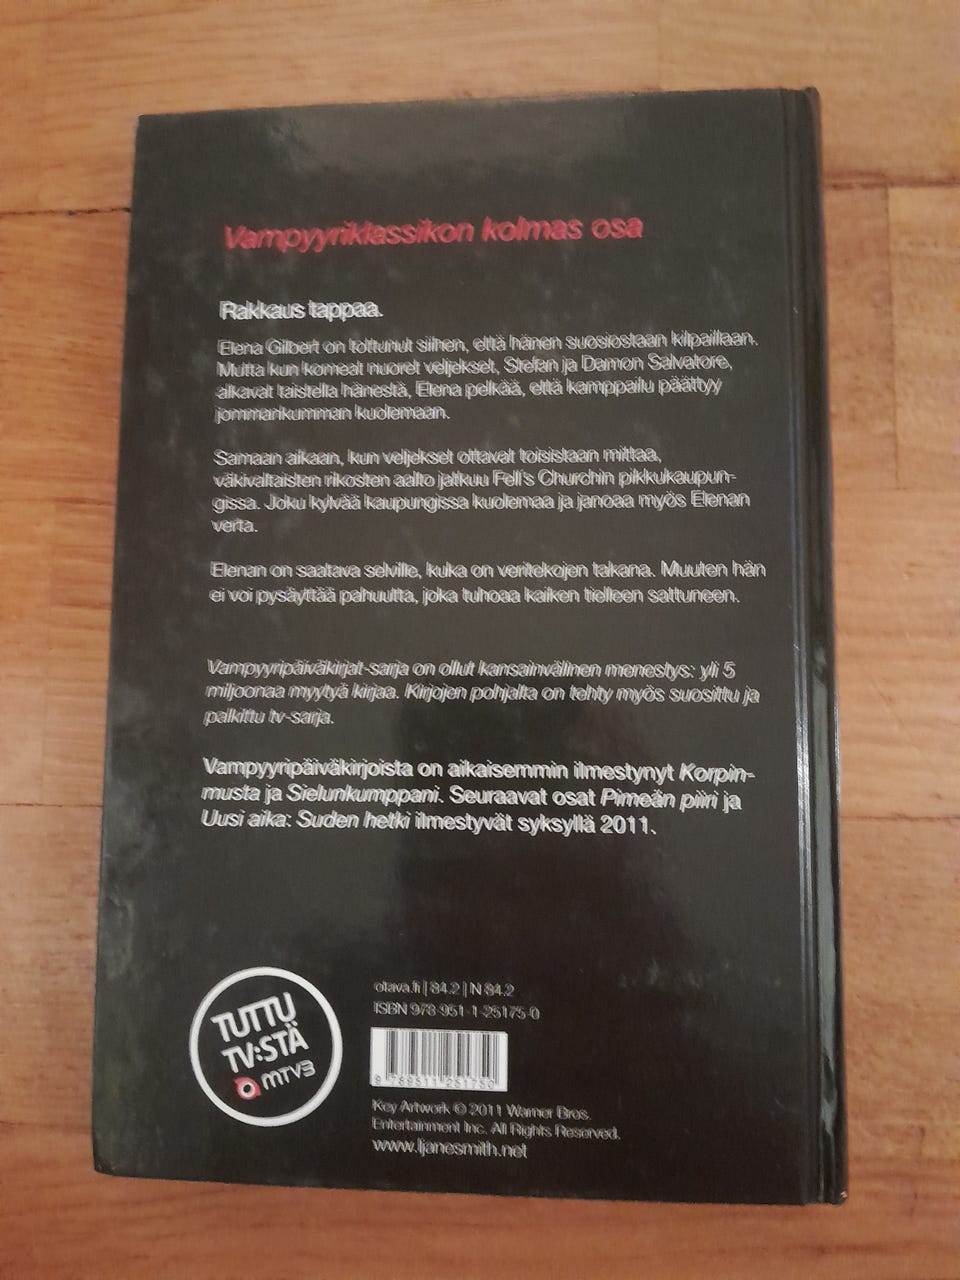 Vampyyriklassikon kolmas osa
Rakkaus tappaa.
Elena Gilbert on tottunut siihen, että hänen suosiostaan kilpaillaan.
Mutta kun komeat nuoret veljekset, Stefan ja Damon Salvatore,
alkavat taistella hänestä, Elena pelkää, että kamppailu päättyy
jommankumman kuolemaan.
Samaan aikaan, kun veljekset ottavat toisistaan mittaa,
väkivaltaisten rikosten aalto jatkuu Fell's Churchin pikkukaupun-
gissa. Joku kylvää kaupungissa kuolemaa ja janoaa myös Elenan
verta.
Elenan on saatava selville, kuka on veritekojen takana. Muuten hän
ei voi pysäyttää pahuutta, joka tuhoaa kaiken tielleen sattuneen.
Vampyyripäiväkirjat-sarja on ollut kansainvälinen menestys: yli 5
miljoonaa myytyä kirjaa. Kirjojen pohjalta on tehty myös suosittu ja
palkittu tv-sarja.
Vampyyripäiväkirjoista on aikaisemmin ilmestynyt Korpin-
musta ja Sielunkumppani. Seuraavat osat Pimeän piiri ja
Uusi aika: Suden hetki ilmestyvät syksyllä 2011.
TUTTU
TV:STÄ
MTV3
otava.fi | 84.2 | N 84.2
ISBN 978-951-1-25175-0
9 789511 251750
Key Artwork © 2011 Warner Bros.
Entertainment Inc. All Rights Reserved.
www.ljanesmith.net